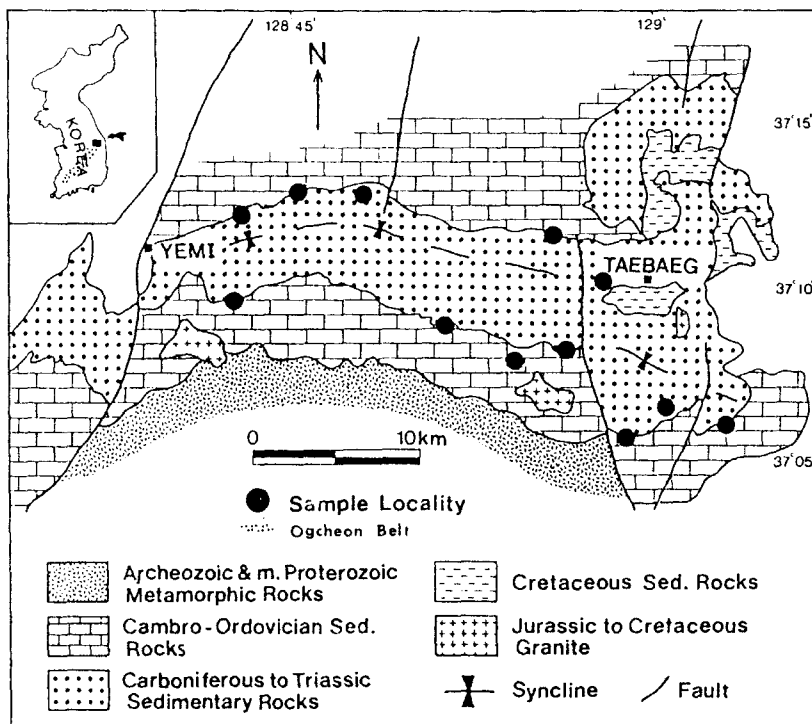 128°45'
129°
N
KOREA
37°15'
YEMI
TAEBAEG
37°10'
0 10km
37°05'
Sample Locality
Ogcheon Belt
Archeozoic & m. Proterozoic
Metamorphic Rocks
Cretaceous Sed. Rocks
Cambro-Ordovician Sed.
Rocks
Jurassic to Cretaceous
Granite
Carboniferous to Triassic
Sedimentary Rocks
Syncline
Fault